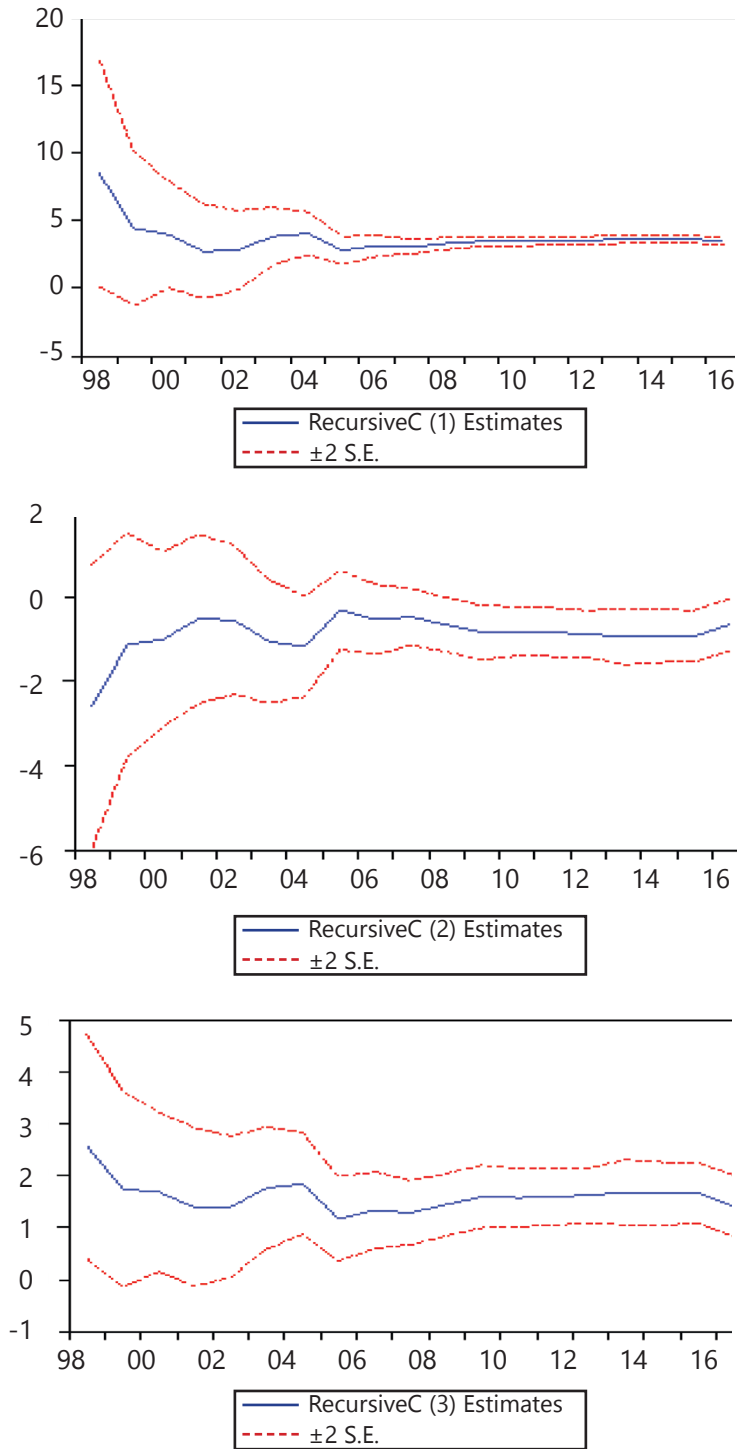 20
15
10
5
0
-5
98 00 02 04 06 08 10 12 14 16
RecursiveC (1) Estimates
±2 S.E.
2
0
-2
-4
-6
98 00 02 04 06 08 10 12 14 16
RecursiveC (2) Estimates
±2 S.E.
5
4
3
2
1
0
-1
98 00 02 04 06 08 10 12 14 16
RecursiveC (3) Estimates
±2 S.E.